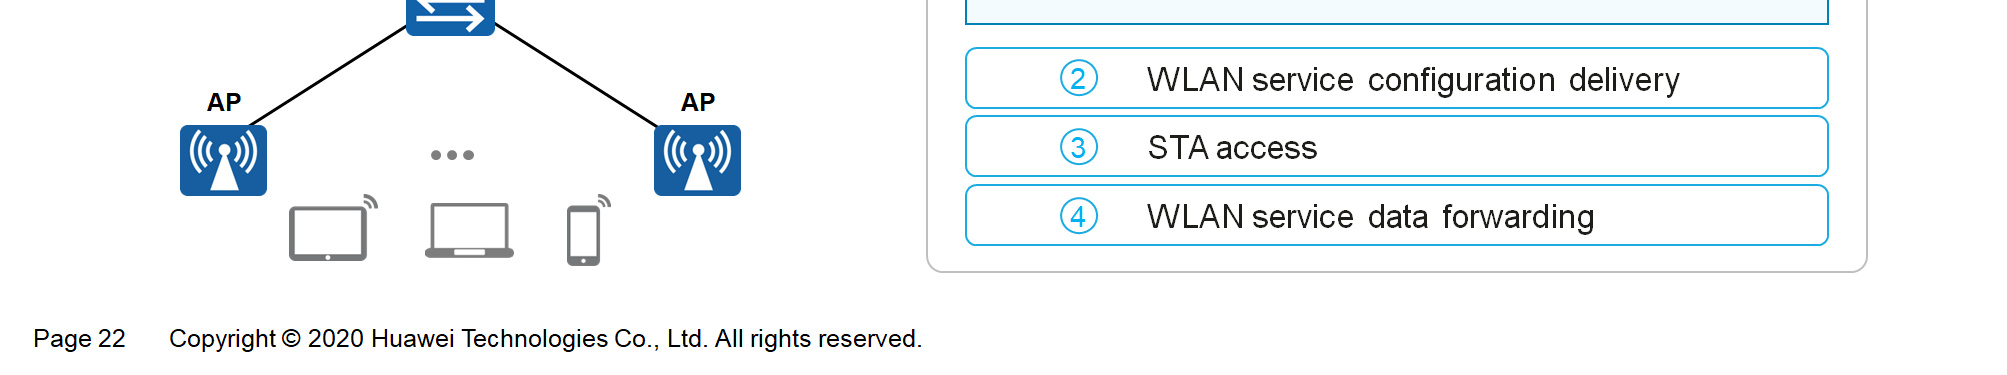 AP
AP
② WLAN service configuration delivery
③ STA access
④ WLAN service data forwarding
Page 22 Copyright © 2020 Huawei Technologies Co., Ltd. All rights reserved.